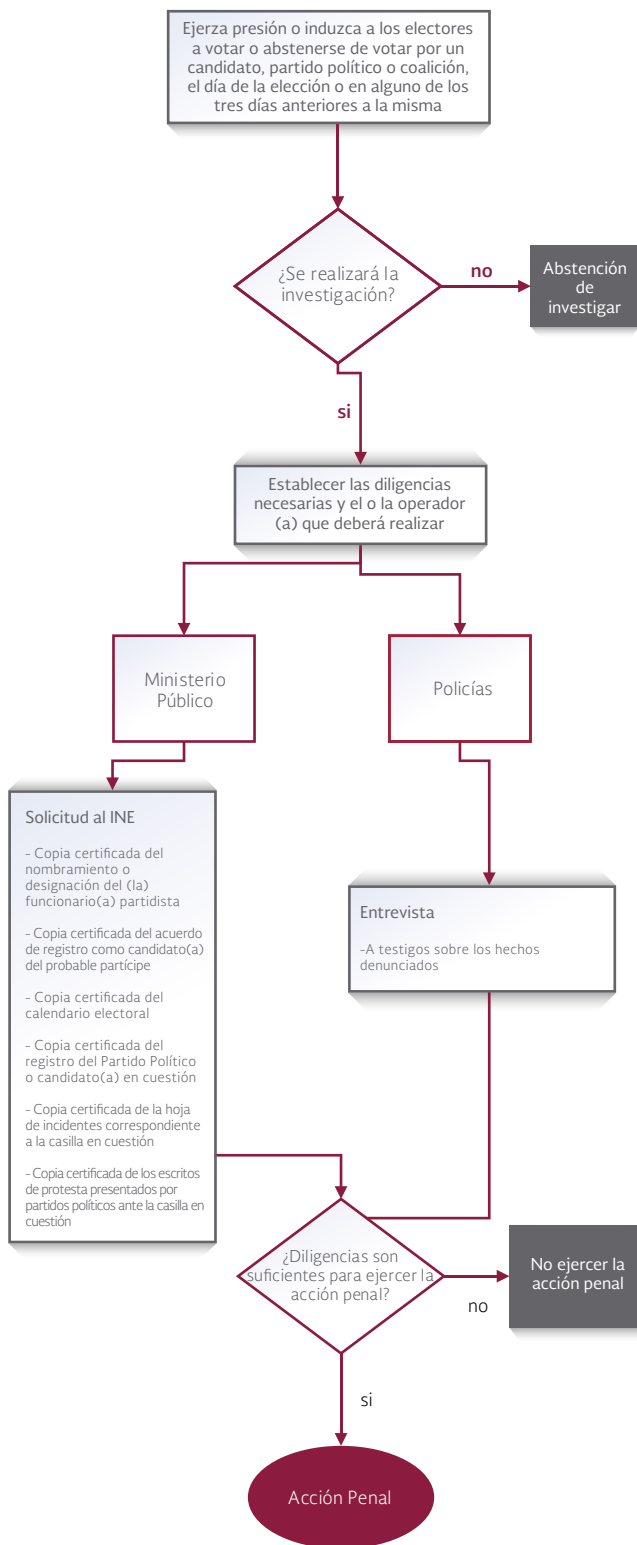 Ejerza presión o induzca a los electores
a votar o abstenerse de votar por un
candidato, partido político o coalición,
el día de la elección o en alguno de los
tres días anteriores a la misma
¿Se realizará la
investigación?
no
Abstención
de
investigar
si
Establecer las diligencias
necesarias y el o la operador
(a) que deberá realizar
Ministerio
Público
Policías
Solicitud al INE
- Copia certificada del
nombramiento o
designación del (la)
funcionario(a) partidista
- Copia certificada del acuerdo
de registro como candidato(a)
del probable partícipe
- Copia certificada del
calendario electoral
- Copia certificada del
registro del Partido Político
o candidato(a) en cuestión
- Copia certificada de la hoja
de incidentes correspondiente
a la casilla en cuestión
- Copia certificada de los escritos
de protesta presentados por
partidos políticos ante la casilla en
cuestión
Entrevista
-A testigos sobre los hechos
denunciados
¿Diligencias son
suficientes para ejercer la
acción penal?
no
No ejercer la
acción penal
si
Acción Penal